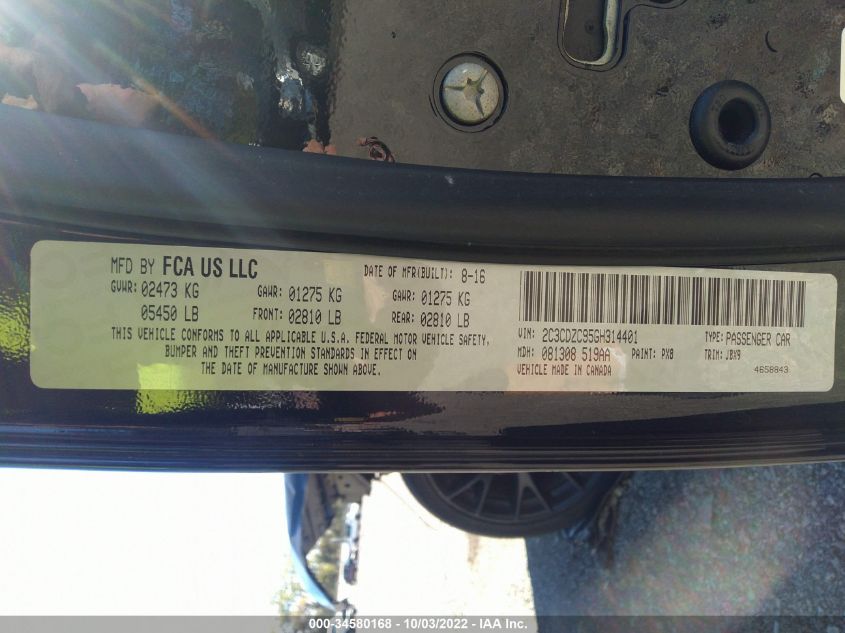 MFD BY FCA US LLC
DATE OF MFR(BUILT): 8-16
GVWR: 02473 KG GAWR: 01275 KG GAWR: 01275 KG
05450 LB FRONT: 02810 LB REAR: 02810 LB
THIS VEHICLE CONFORMS TO ALL APPLICABLE U.S.A. FEDERAL MOTOR VEHICLE SAFETY,
BUMPER AND THEFT PREVENTION STANDARDS IN EFFECT ON
THE DATE OF MANUFACTURE SHOWN ABOVE.
VIN: 2C3CDZC95GH314401 TYPE: PASSENGER CAR
MDH: 081308 519AA PAINT: PX8 TRIM: JBX9
VEHICLE MADE IN CANADA 4658843
000-34580168 - 10/03/2022 - IAA Inc.